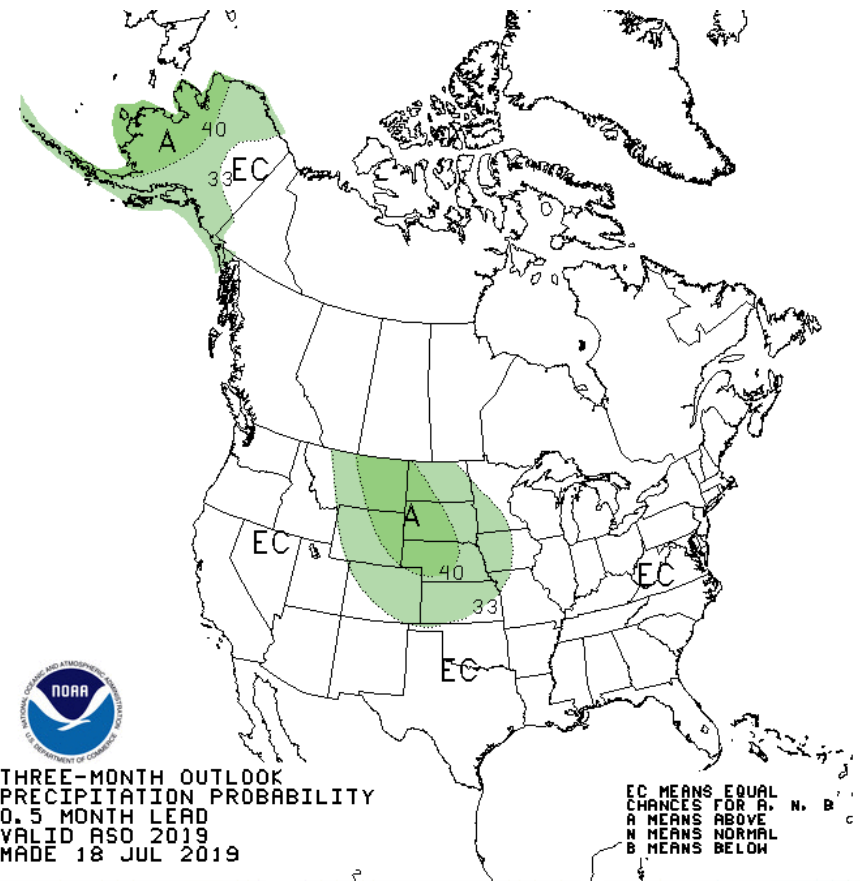 A
40
33
EC
A
EC
40
EC
33
EC
NATIONAL OCEANIC AND ATMOSPHERIC ADMINISTRATION
NOAA
U.S. DEPARTMENT OF COMMERCE
THREE-MONTH OUTLOOK
PRECIPITATION PROBABILITY
0.5 MONTH LEAD
VALID ASO 2019
MADE 18 JUL 2019
EC MEANS EQUAL
CHANCES FOR A, N, B
A MEANS ABOVE
N MEANS NORMAL
B MEANS BELOW